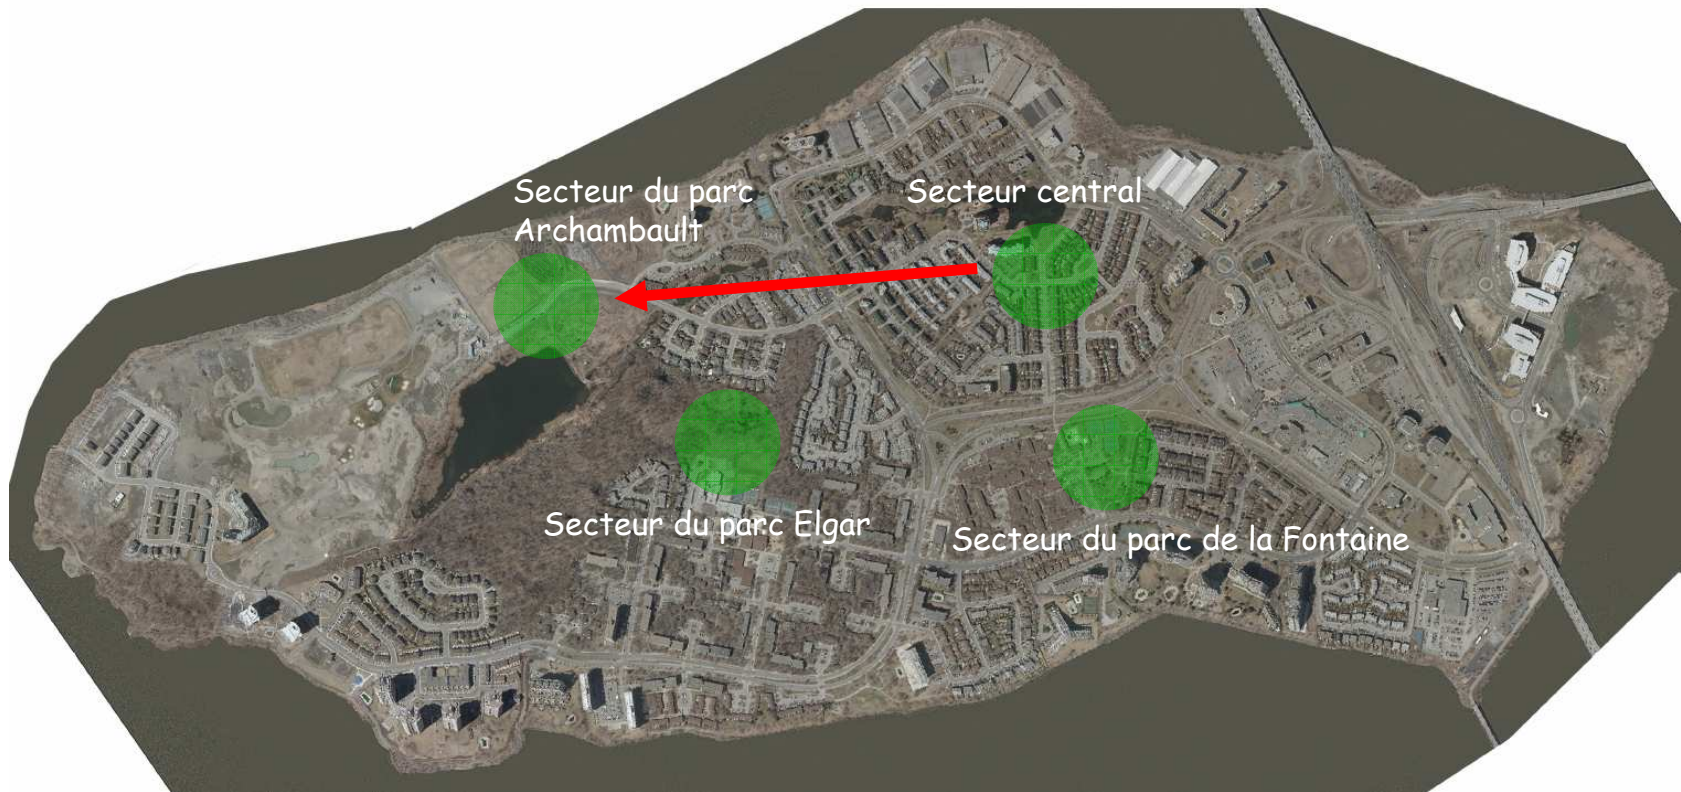 Secteur du parc
Archambault
Secteur central
Secteur du parc Elgar
Secteur du parc de la Fontaine